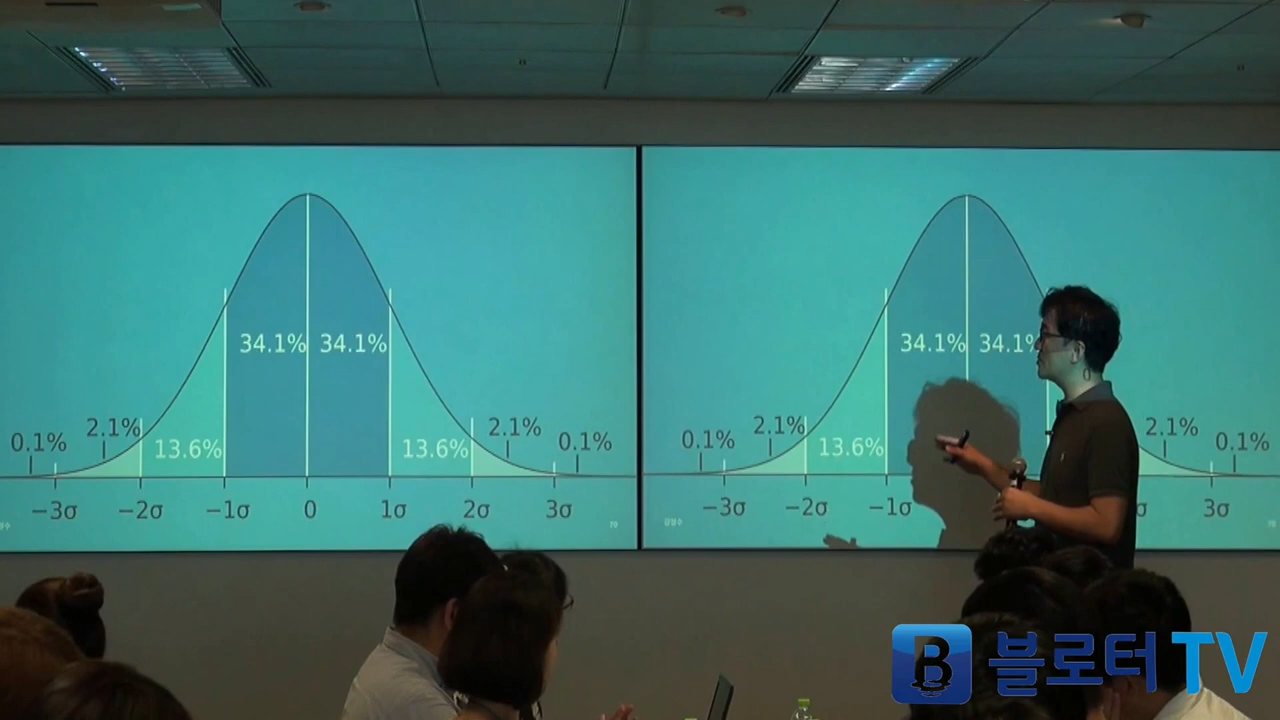 34.1% 34.1%
0.1% 2.1% 13.6% 13.6% 2.1% 0.1%
−3σ −2σ −1σ 0 1σ 2σ 3σ
34.1% 34.1%
0.1% 2.1% 13.6% 2.1% 0.1%
−3σ −2σ −1σ σ 3σ
B 블로터TV